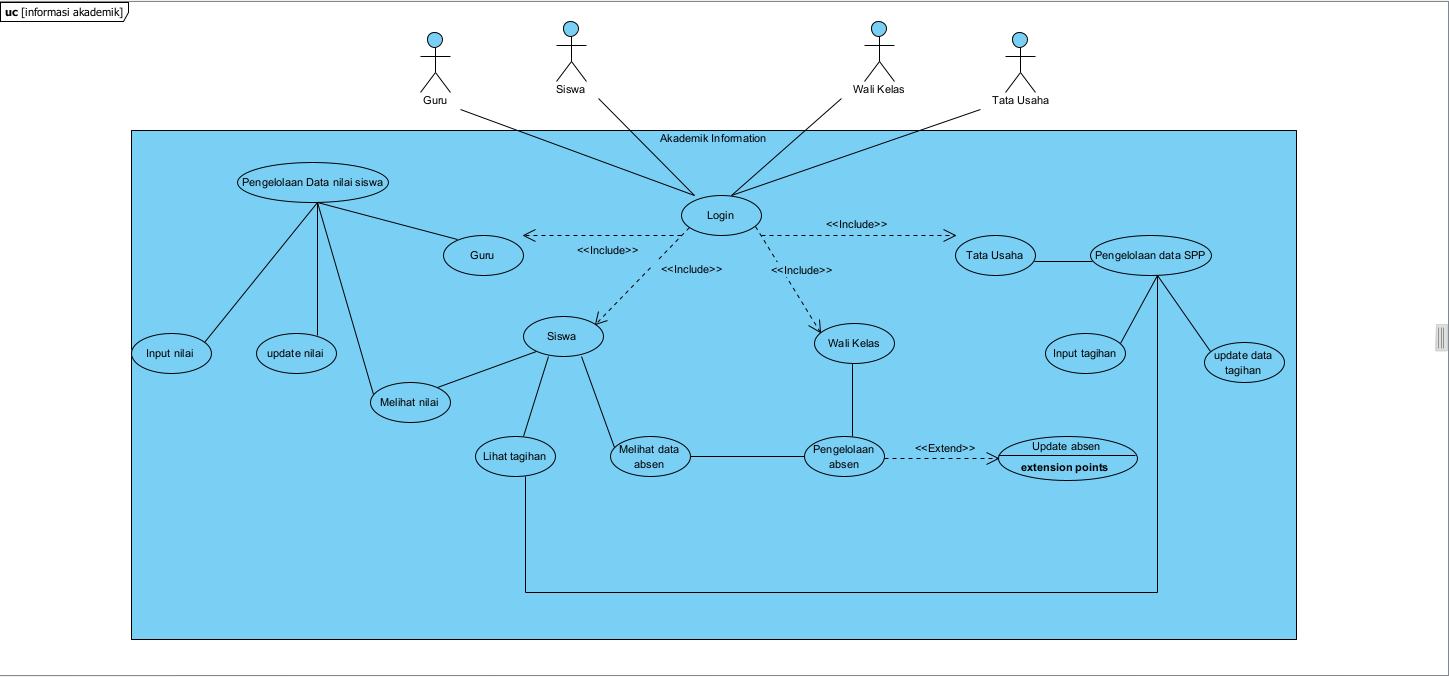 uc [informasi akademik]
Guru
Siswa
Wali Kelas
Tata Usaha
Akademik Information
Pengelolaan Data nilai siswa
Login
<<Include>>
<<Include>>
<<Include>>
<<Include>>
Guru
Tata Usaha
Pengelolaan data SPP
Siswa
Wali Kelas
Input nilai
update nilai
Input tagihan
update data
tagihan
Melihat nilai
Lihat tagihan
Melihat data
absen
Pengelolaan
absen
<<Extend>>
Update absen
extension points